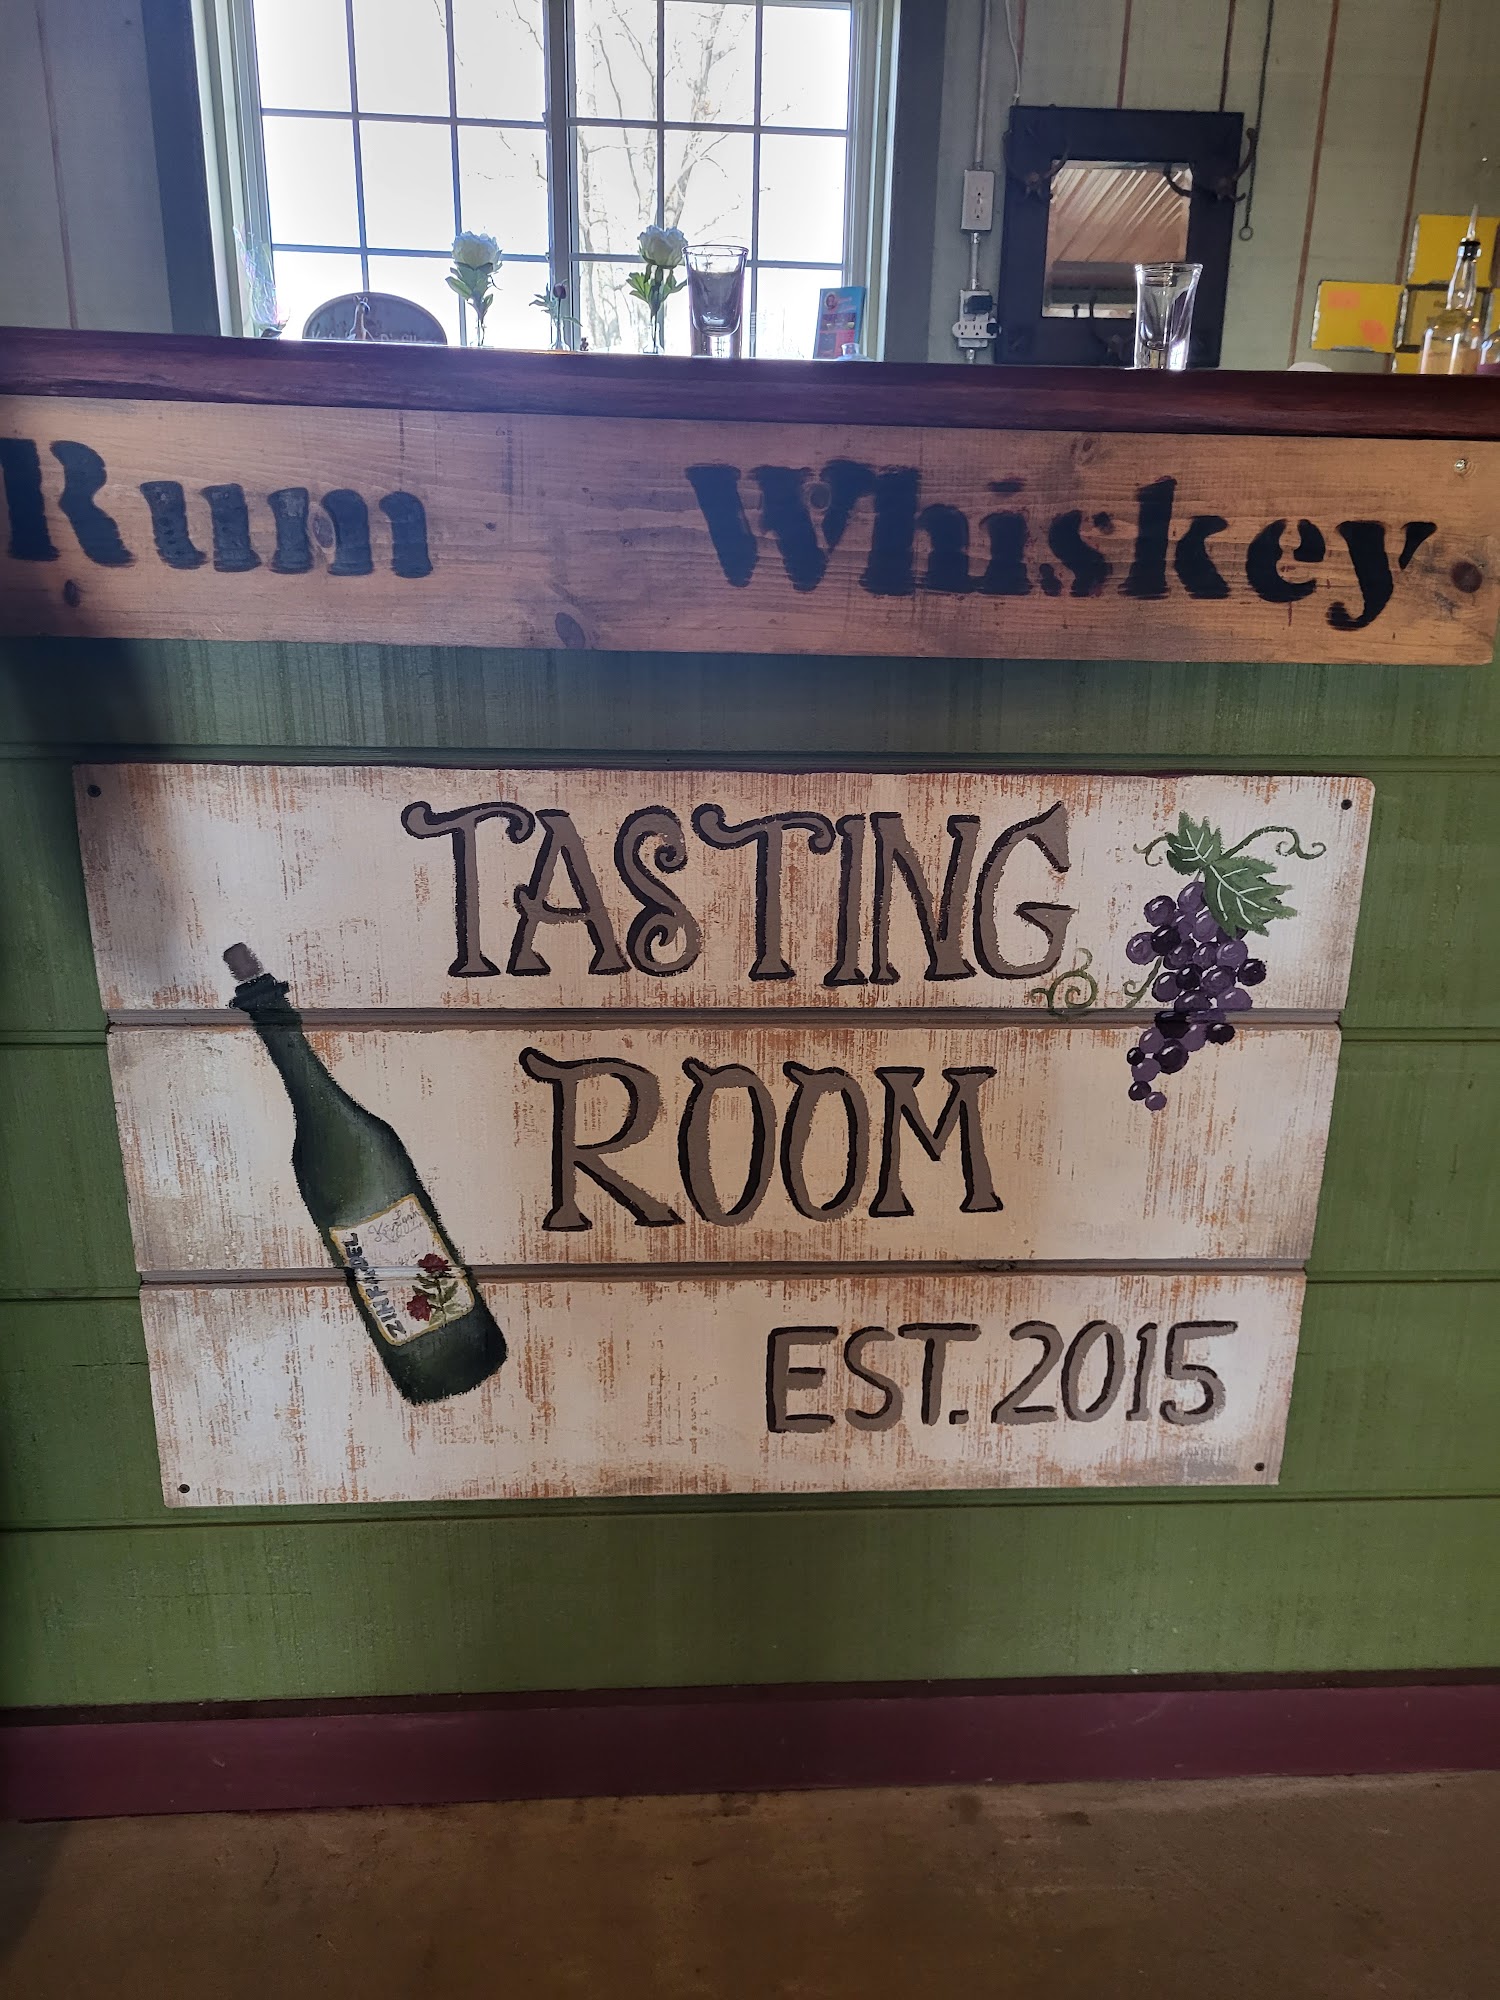 Rum Whiskey
TASTING
ROOM
ZINFANDEL
EST. 2015